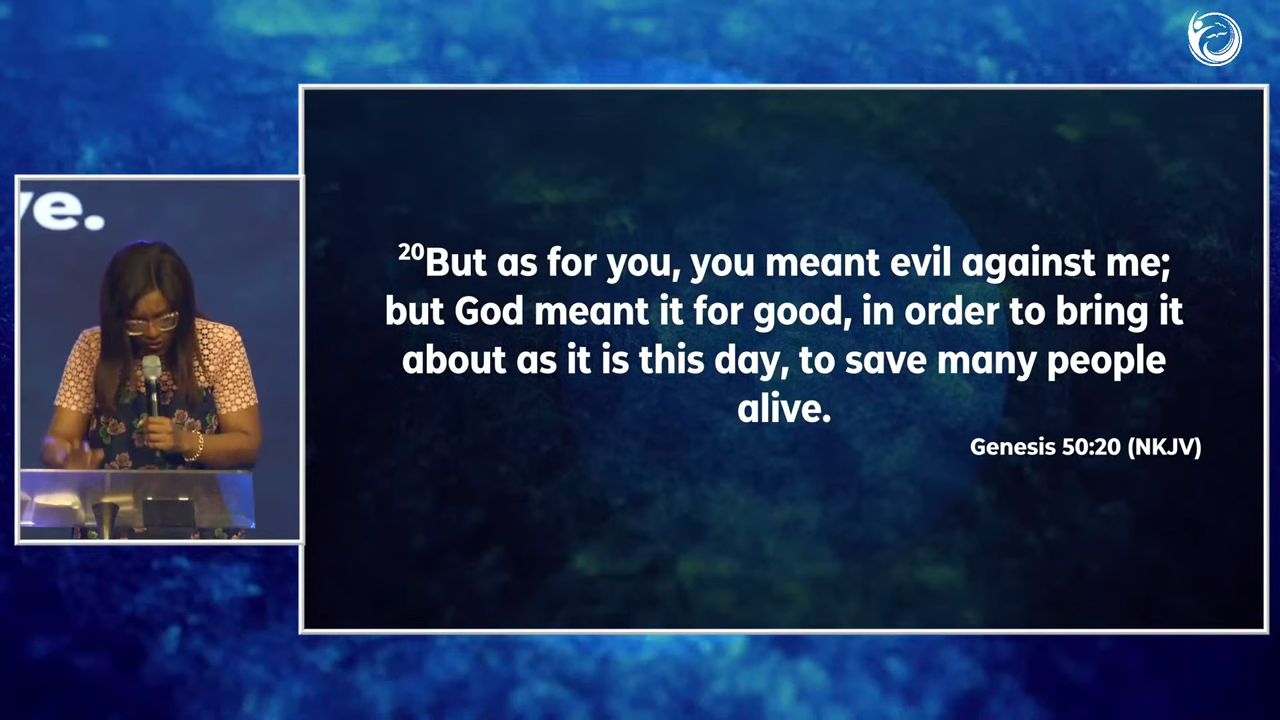 ve.
²⁰But as for you, you meant evil against me;
but God meant it for good, in order to bring it
about as it is this day, to save many people
alive.
Genesis 50:20 (NKJV)